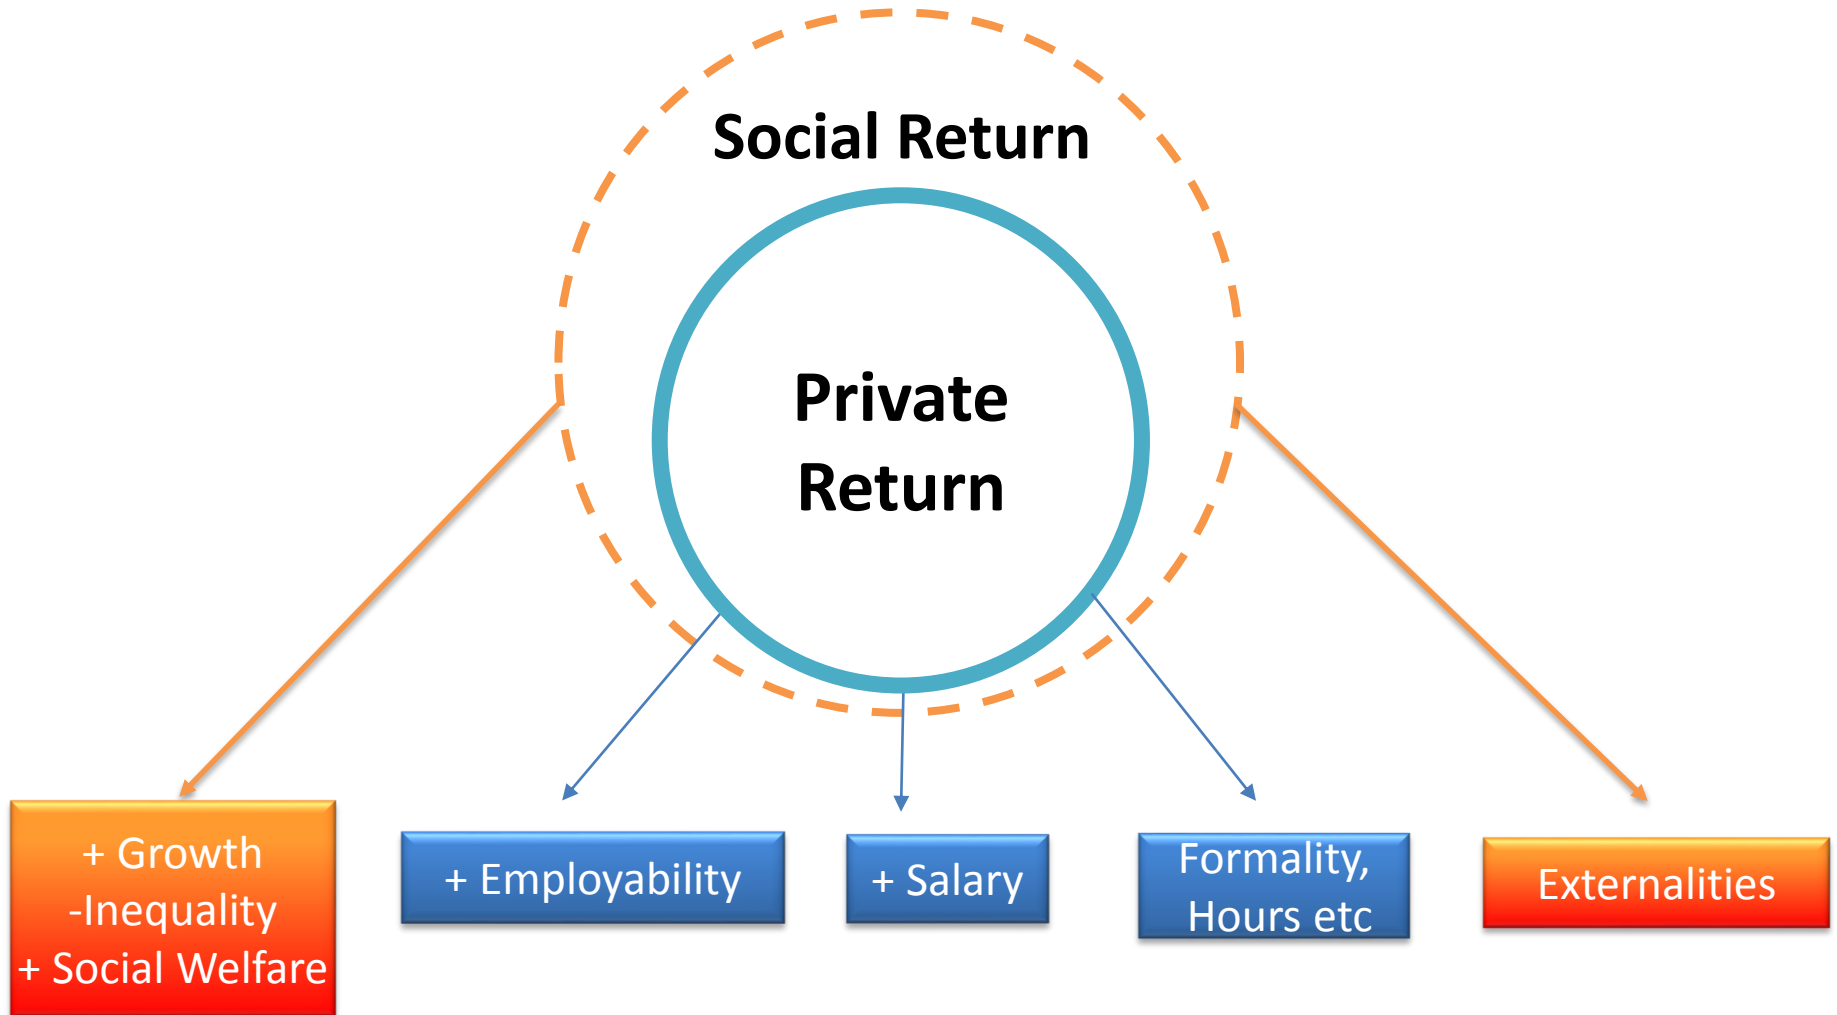 Social Return
Private
Return
+ Growth
-Inequality
+ Social Welfare
+ Employability
+ Salary
Formality,
Hours etc
Externalities